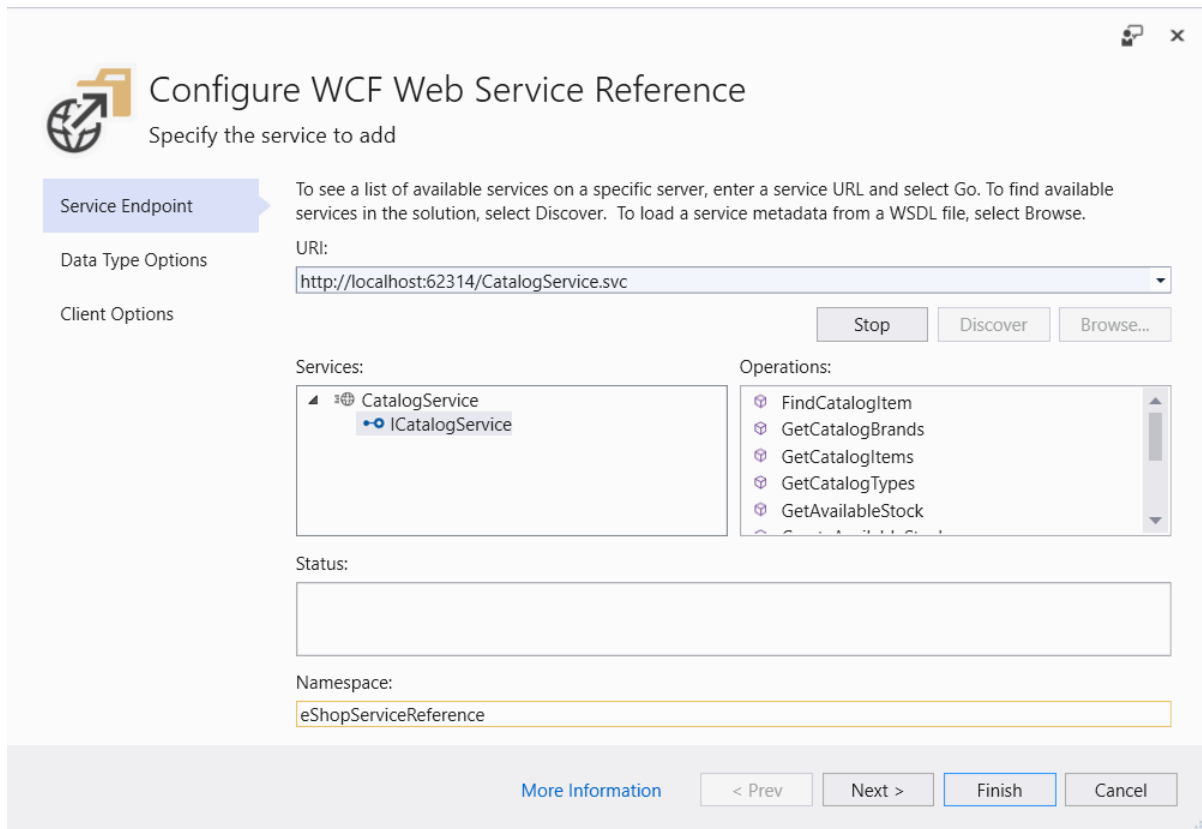 Configure WCF Web Service Reference
Specify the service to add
Service Endpoint
Data Type Options
Client Options
To see a list of available services on a specific server, enter a service URL and select Go. To find available
services in the solution, select Discover.  To load a service metadata from a WSDL file, select Browse.
URI:
http://localhost:62314/CatalogService.svc
Stop
Discover
Browse...
Services:
CatalogService
ICatalogService
Operations:
FindCatalogItem
GetCatalogBrands
GetCatalogItems
GetCatalogTypes
GetAvailableStock
Status:
Namespace:
eShopServiceReference
More Information
< Prev
Next >
Finish
Cancel